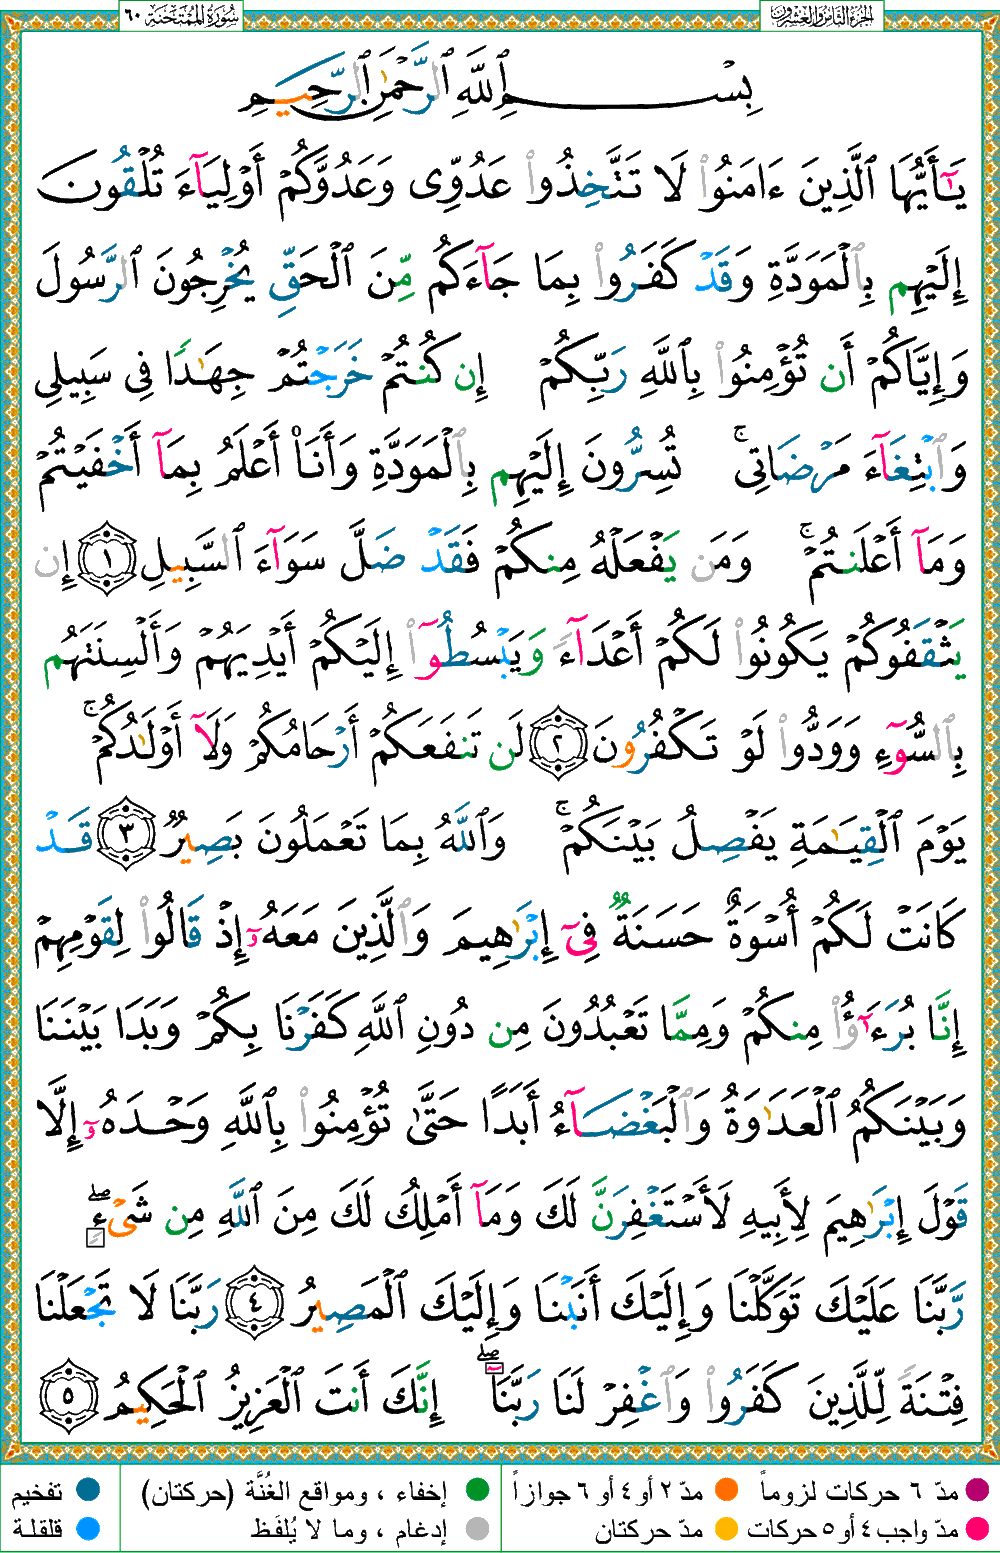 الجزء الثامن والعشرون
سُورَةُ المُمْتَحنَة ٦٠
بِسْمِ ٱللَّهِ ٱلرَّحْمَٰنِ ٱلرَّحِيمِ
يَٰٓأَيُّهَا ٱلَّذِينَ ءَامَنُوا۟ لَا تَتَّخِذُوا۟ عَدُوِّى وَعَدُوَّكُمْ أَوْلِيَآءَ تُلْقُونَ
إِلَيْهِم بِٱلْمَوَدَّةِ وَقَدْ كَفَرُوا۟ بِمَا جَآءَكُم مِّنَ ٱلْحَقِّ يُخْرِجُونَ ٱلرَّسُولَ
وَإِيَّاكُمْ أَن تُؤْمِنُوا۟ بِٱللَّهِ رَبِّكُمْ إِن كُنتُمْ خَرَجْتُمْ جِهَٰدًا فِى سَبِيلِى
وَٱبْتِغَآءَ مَرْضَاتِى ۚ تُسِرُّونَ إِلَيْهِم بِٱلْمَوَدَّةِ وَأَنَا۠ أَعْلَمُ بِمَآ أَخْفَيْتُمْ
وَمَآ أَعْلَنتُمْ ۚ وَمَن يَفْعَلْهُ مِنكُمْ فَقَدْ ضَلَّ سَوَآءَ ٱلسَّبِيلِ ١ إِن
يَثْقَفُوكُمْ يَكُونُوا۟ لَكُمْ أَعْدَآءً وَيَبْسُطُوٓا۟ إِلَيْكُمْ أَيْدِيَهُمْ وَأَلْسِنَتَهُم
بِٱلسُّوٓءِ وَوَدُّوا۟ لَوْ تَكْفُرُونَ ٢ لَن تَنفَعَكُمْ أَرْحَامُكُمْ وَلَآ أَوْلَٰدُكُمْ ۚ
يَوْمَ ٱلْقِيَٰمَةِ يَفْصِلُ بَيْنَكُمْ ۚ وَٱللَّهُ بِمَا تَعْمَلُونَ بَصِيرٌ ٣ قَدْ
كَانَتْ لَكُمْ أُسْوَةٌ حَسَنَةٌ فِىٓ إِبْرَٰهِيمَ وَٱلَّذِينَ مَعَهُۥٓ إِذْ قَالُوا۟ لِقَوْمِهِمْ
إِنَّا بُرَءَٰٓؤُا۟ مِنكُمْ وَمِمَّا تَعْبُدُونَ مِن دُونِ ٱللَّهِ كَفَرْنَا بِكُمْ وَبَدَا بَيْنَنَا
وَبَيْنَكُمُ ٱلْعَدَٰوَةُ وَٱلْبَغْضَآءُ أَبَدًا حَتَّىٰ تُؤْمِنُوا۟ بِٱللَّهِ وَحْدَهُۥٓ إِلَّا
قَوْلَ إِبْرَٰهِيمَ لِأَبِيهِ لَأَسْتَغْفِرَنَّ لَكَ وَمَآ أَمْلِكُ لَكَ مِنَ ٱللَّهِ مِن شَىْءٍ ۖ
رَّبَّنَا عَلَيْكَ تَوَكَّلْنَا وَإِلَيْكَ أَنَبْنَا وَإِلَيْكَ ٱلْمَصِيرُ ٤ رَبَّنَا لَا تَجْعَلْنَا
فِتْنَةً لِّلَّذِينَ كَفَرُوا۟ وَٱغْفِرْ لَنَا رَبَّنَآ ۖ إِنَّكَ أَنتَ ٱلْعَزِيزُ ٱلْحَكِيمُ ٥
مدّ ٦ حركات لزوماً مدّ ٢ أو ٤ أو ٦ جوازاً إخفاء ، ومواقع الغُنَّة (حركتان) تفخيم
مدّ واجب ٤ أو ٥ حركات مدّ حركتان إدغام ، وما لا يُلفَظ قلقلة